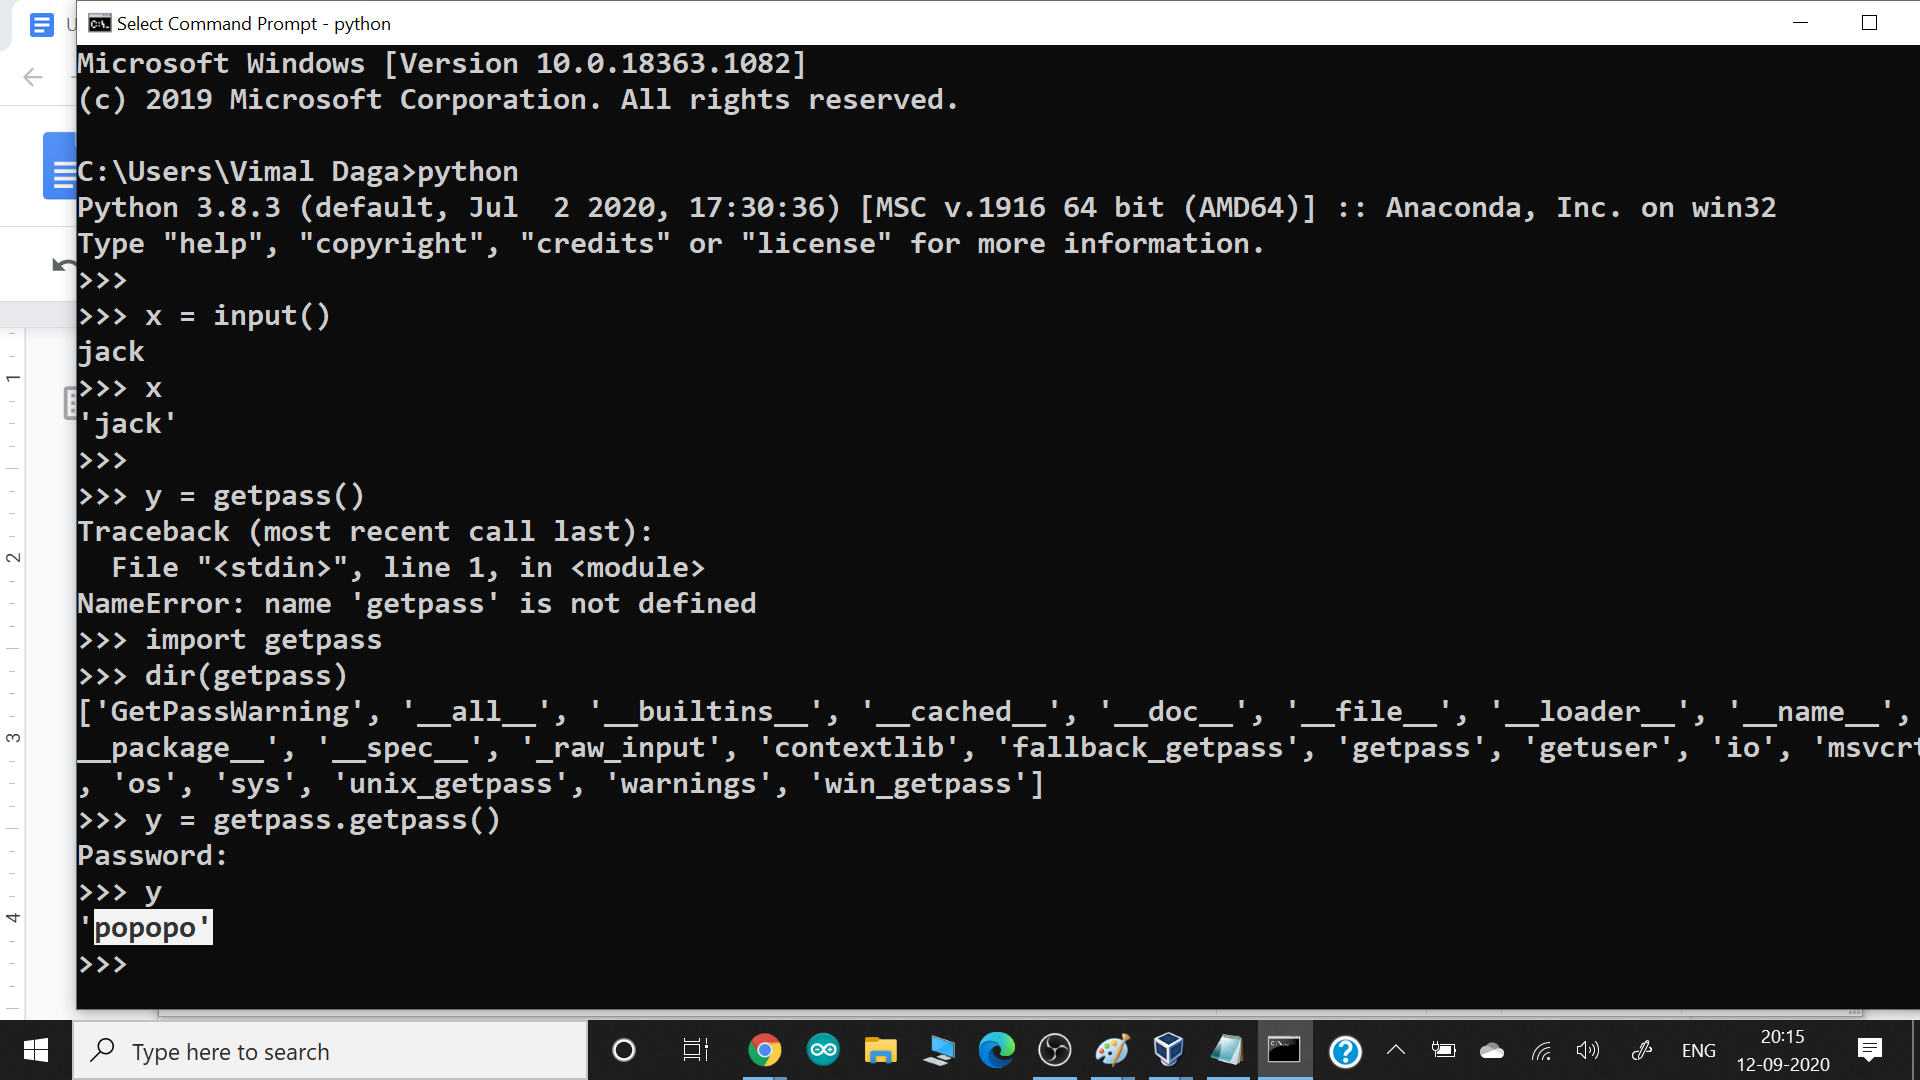 U
Select Command Prompt - python
Microsoft Windows [Version 10.0.18363.1082]
(c) 2019 Microsoft Corporation. All rights reserved.
C:\Users\Vimal Daga>python
Python 3.8.3 (default, Jul  2 2020, 17:30:36) [MSC v.1916 64 bit (AMD64)] :: Anaconda, Inc. on win32
Type "help", "copyright", "credits" or "license" for more information.
>>>
>>> x = input()
jack
>>> x
'jack'
>>>
>>> y = getpass()
Traceback (most recent call last):
  File "<stdin>", line 1, in <module>
NameError: name 'getpass' is not defined
>>> import getpass
>>> dir(getpass)
['GetPassWarning', '__all__', '__builtins__', '__cached__', '__doc__', '__file__', '__loader__', '__name__',
__package__', '__spec__', '_raw_input', 'contextlib', 'fallback_getpass', 'getpass', 'getuser', 'io', 'msvcrt
, 'os', 'sys', 'unix_getpass', 'warnings', 'win_getpass']
>>> y = getpass.getpass()
Password:
>>> y
'popopo'
>>>
1
2
3
4
Type here to search
ENG
20:15
12-09-2020